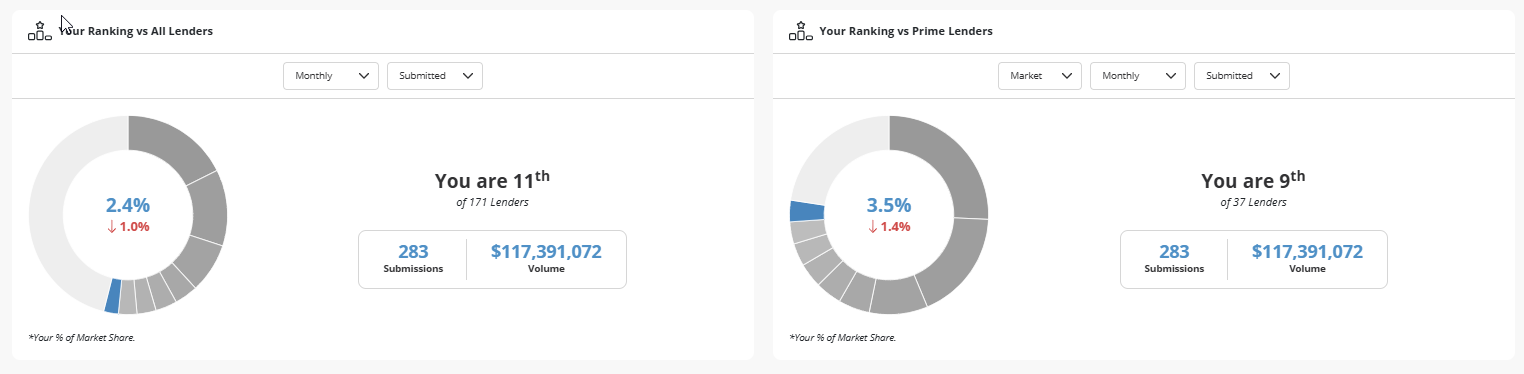 Your Ranking vs All Lenders
Monthly
Submitted
2.4%
↓ 1.0%
You are 11th
of 171 Lenders
283
Submissions
$117,391,072
Volume
*Your % of Market Share.
Your Ranking vs Prime Lenders
Market
Monthly
Submitted
3.5%
↓ 1.4%
You are 9th
of 37 Lenders
283
Submissions
$117,391,072
Volume
*Your % of Market Share.